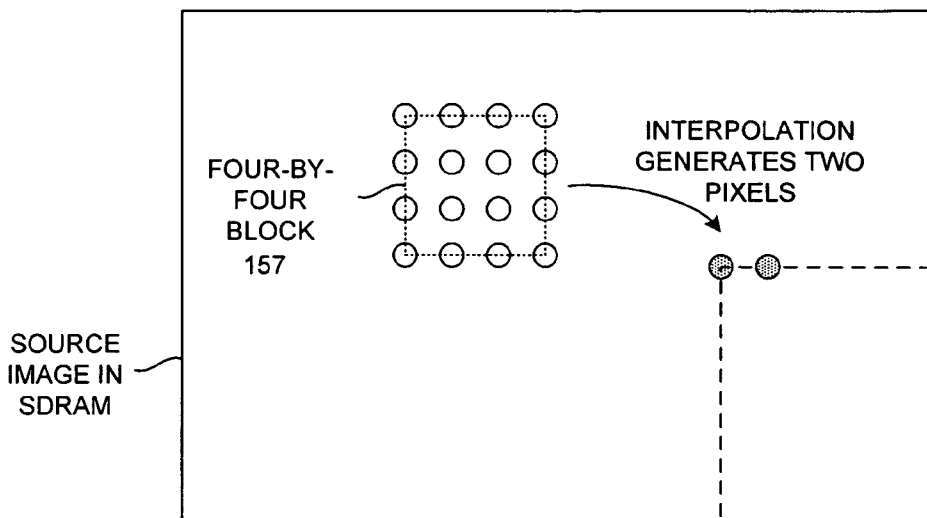 FOUR-BY-
FOUR
BLOCK
157
INTERPOLATION
GENERATES TWO
PIXELS
SOURCE
IMAGE IN
SDRAM